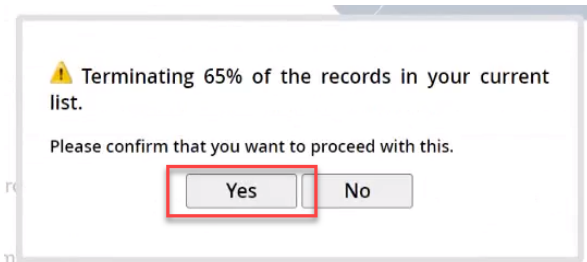 Terminating 65% of the records in your current
list.
Please confirm that you want to proceed with this.
Yes No